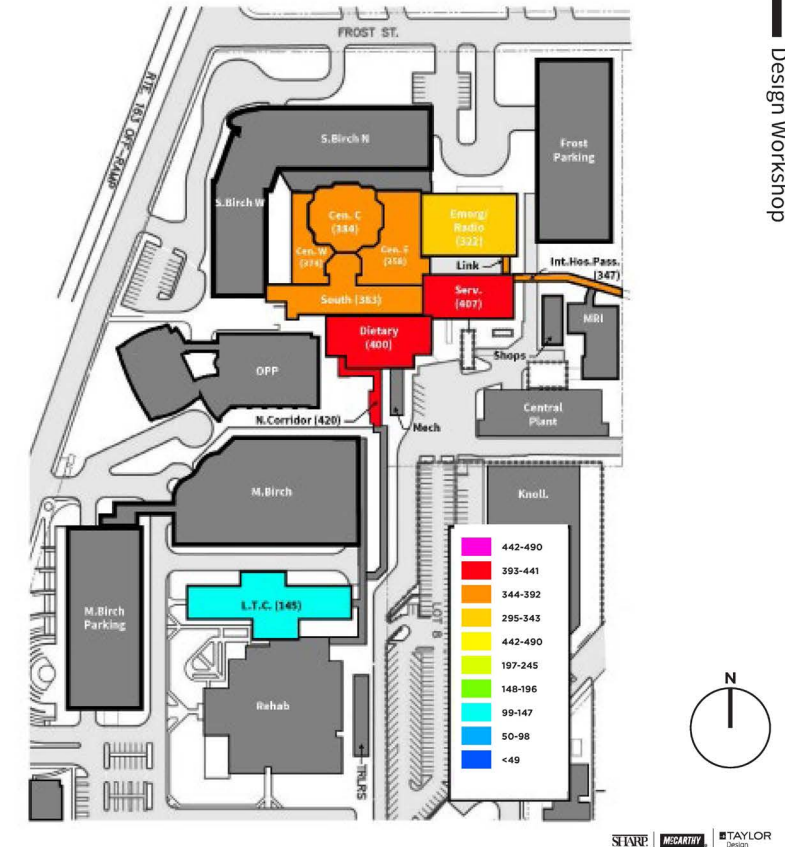 Design Workshop
FROST ST.
RTE. 163 OFF-RAMP
S.Birch N
Frost
Parking
S.Birch W
Cen. C
(384)
Emerg/
Radio
(322)
Cen. W
(374)
Cen. E
(358)
Link
Int.Hos.Pass.
(347)
South (383)
Serv.
(407)
MRI
Dietary
(400)
Shops
OPP
Central
Plant
N.Corridor (420)
Mech
M.Birch
Knoll.
442-490
393-441
344-392
295-343
442-490
197-245
148-196
99-147
50-98
<49
L.T.C. (145)
M.Birch
Parking
LOT 8
N
Rehab
TRLRS
SHARP
McCARTHY
TAYLOR
Design